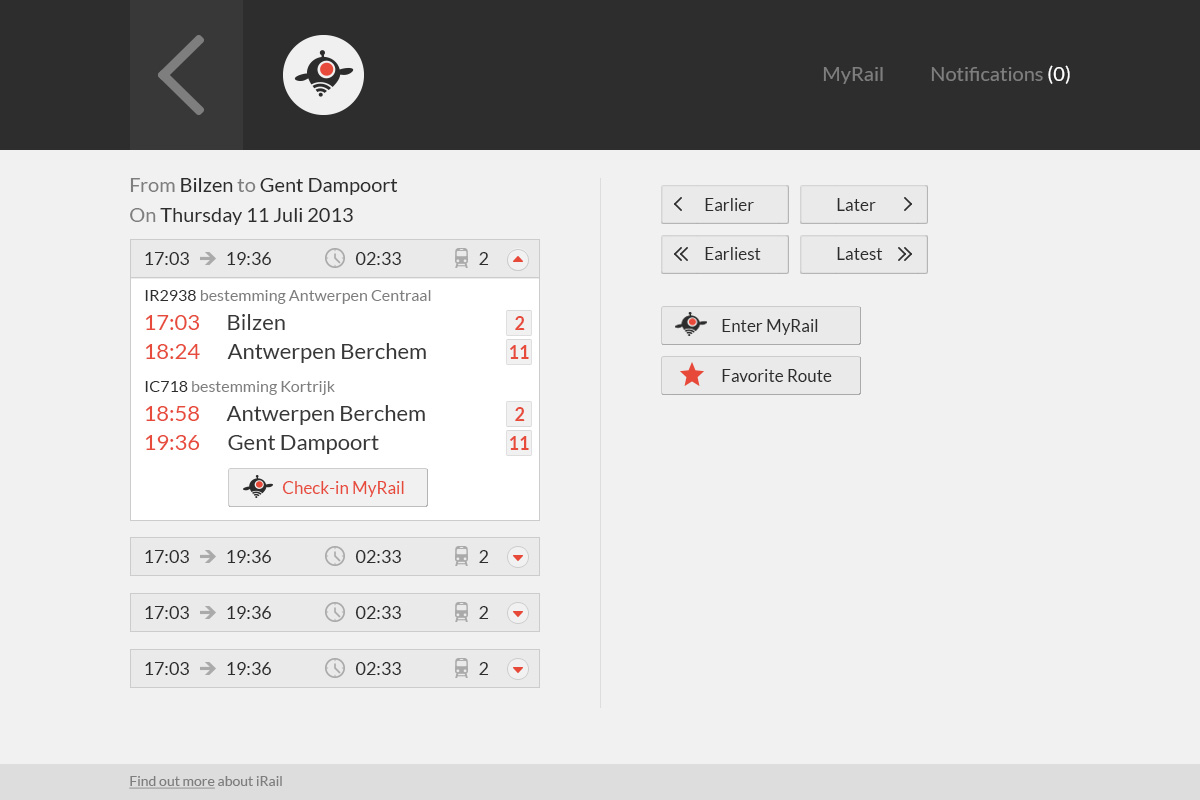 MyRail Notifications (0)
From Bilzen to Gent Dampoort
On Thursday 11 Juli 2013
17:03 19:36 02:33 2
IR2938 bestemming Antwerpen Centraal
17:03 Bilzen 2
18:24 Antwerpen Berchem 11
IC718 bestemming Kortrijk
18:58 Antwerpen Berchem 2
19:36 Gent Dampoort 11
Check-in MyRail
17:03 19:36 02:33 2
17:03 19:36 02:33 2
17:03 19:36 02:33 2
Earlier Later
Earliest Latest
Enter MyRail
Favorite Route
Find out more about iRail